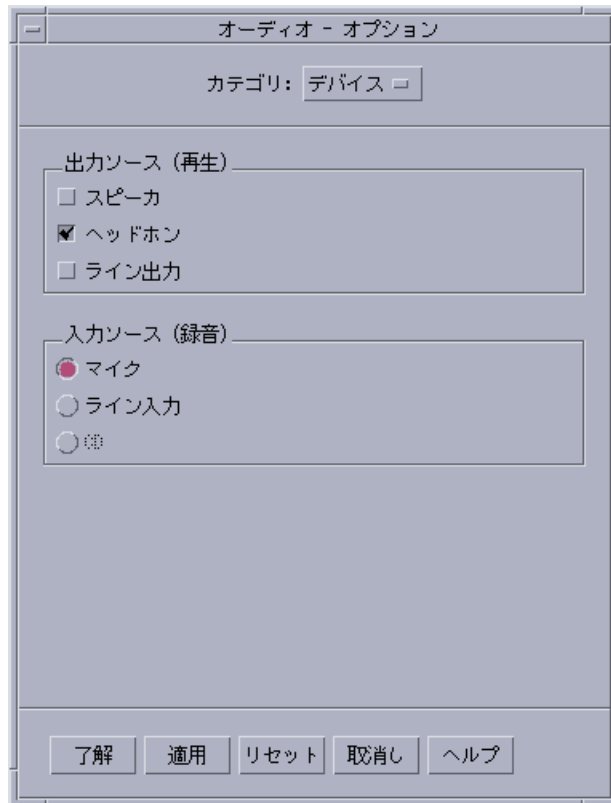 オーディオ - オプション
カテゴリ: デバイス
出力ソース (再生)
スピーカ
ヘッドホン
ライン出力
入力ソース (録音)
マイク
ライン入力
CD
了解 適用 リセット 取消し ヘルプ